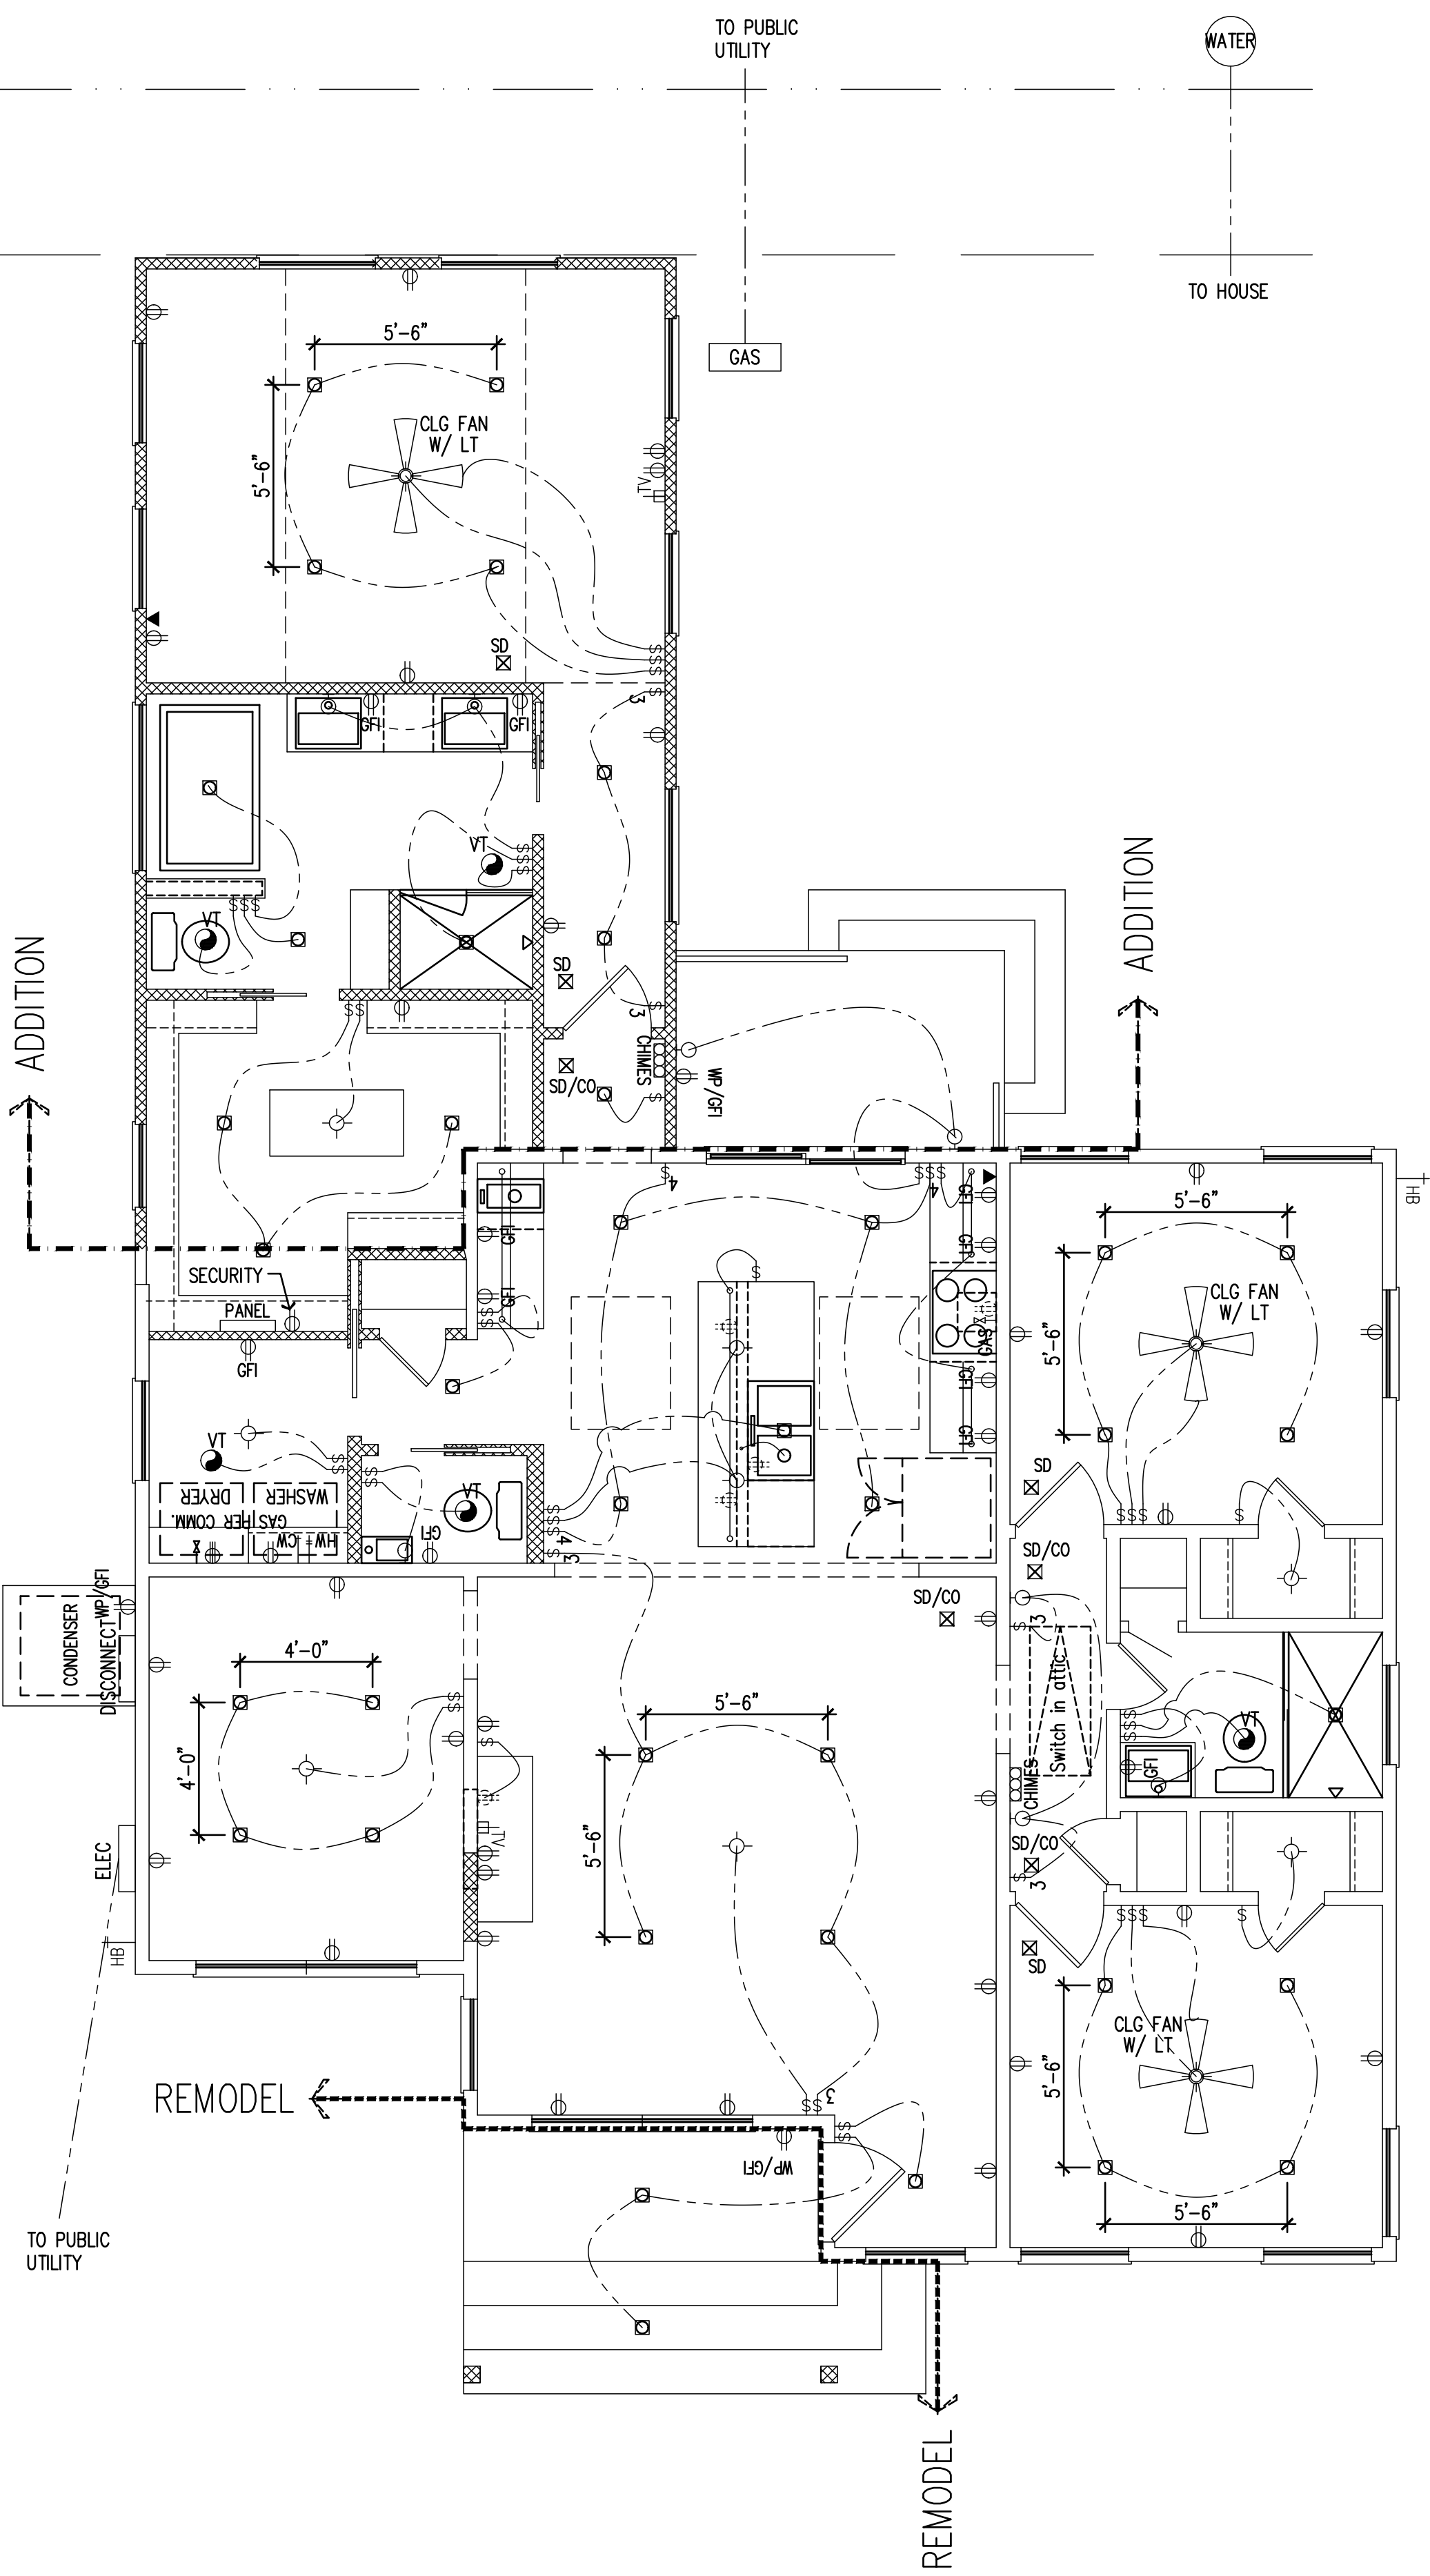 TO PUBLIC
UTILITY
WATER
TO HOUSE
GAS
5'-6"
5'-6"
CLG FAN
W/ LT
TV
SD
3
GFI
GFI
VT
VT
SD
3
CHIMES
SD/CO
WP/GFI
ADDITION
ADDITION
4
4
GFI
GFI
GFI
GFI
GAS
GFI
GFI
HB
5'-6"
5'-6"
CLG FAN
W/ LT
SECURITY
PANEL
GFI
VT
VT
DRYER
WASHER
GAS PER COMM.
HW
CW
GFI
4
3
SD
SD/CO
SD/CO
3
Switch in attic
CHIMES
VT
GFI
SD/CO
3
CONDENSER
DISCONNECT
WP/GFI
4'-0"
4'-0"
5'-6"
5'-6"
TV
ELEC
HB
SD
CLG FAN
W/ LT
5'-6"
5'-6"
3
WP/GFI
REMODEL
TO PUBLIC
UTILITY
REMODEL